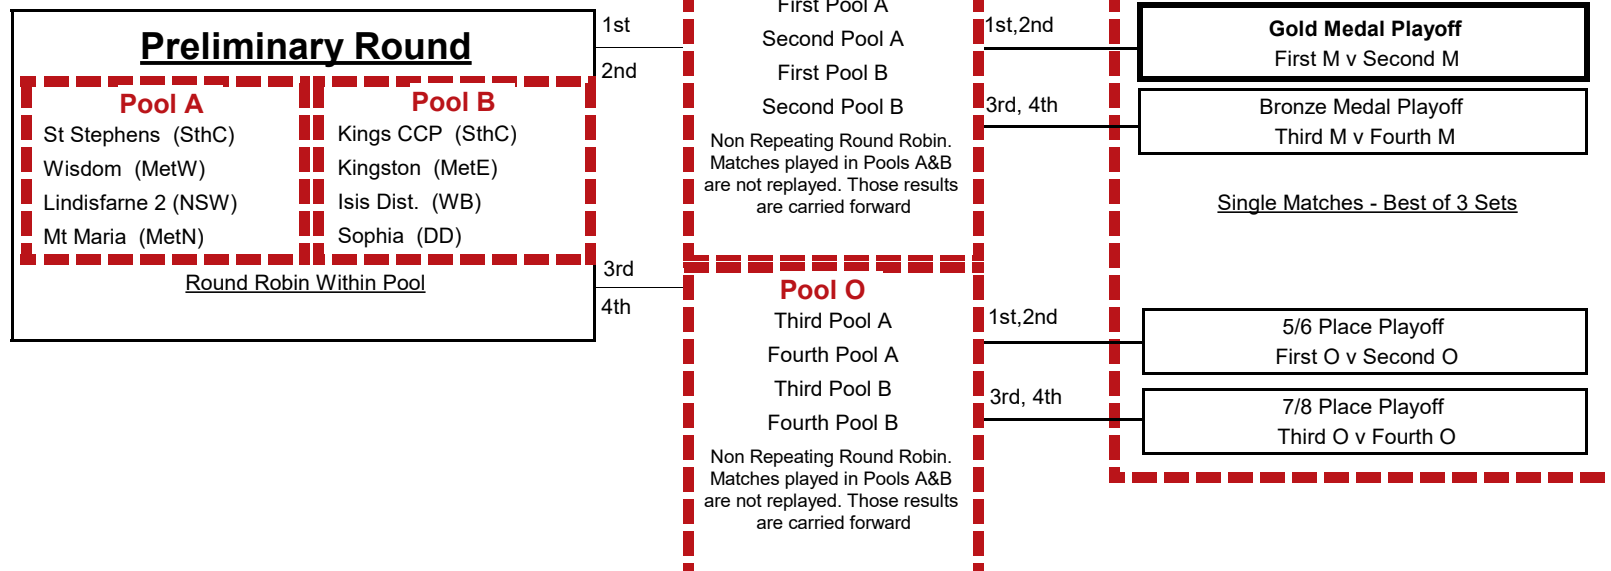 Preliminary Round
Pool A
St Stephens (SthC)
Wisdom (MetW)
Lindisfarne 2 (NSW)
Mt Maria (MetN)
Pool B
Kings CCP (SthC)
Kingston (MetE)
Isis Dist. (WB)
Sophia (DD)
Round Robin Within Pool
1st
2nd
3rd
4th
First Pool A
Second Pool A
First Pool B
Second Pool B
Non Repeating Round Robin.
Matches played in Pools A&B
are not replayed. Those results
are carried forward
Pool O
Third Pool A
Fourth Pool A
Third Pool B
Fourth Pool B
Non Repeating Round Robin.
Matches played in Pools A&B
are not replayed. Those results
are carried forward
1st,2nd
3rd, 4th
1st,2nd
3rd, 4th
Gold Medal Playoff
First M v Second M
Bronze Medal Playoff
Third M v Fourth M
Single Matches - Best of 3 Sets
5/6 Place Playoff
First O v Second O
7/8 Place Playoff
Third O v Fourth O